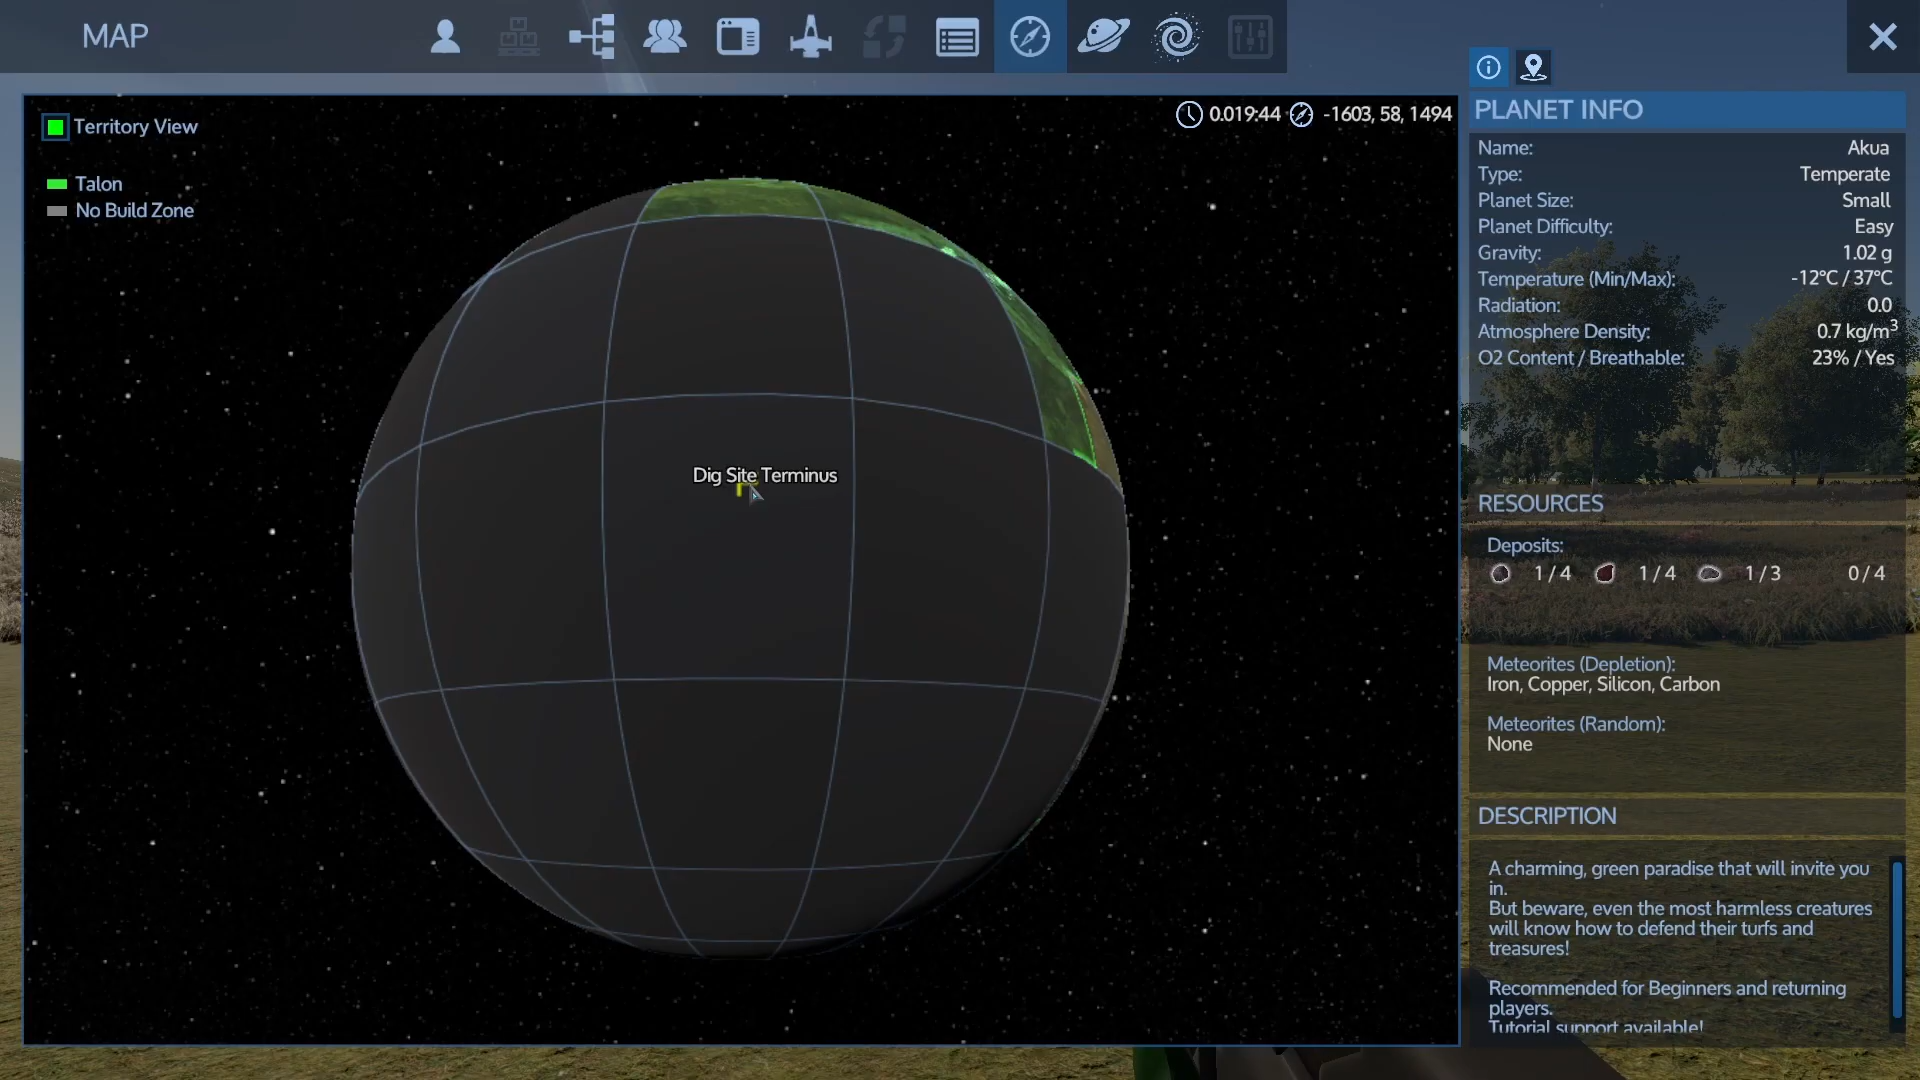 MAP
Territory View
0.019:44
-1603, 58, 1494
Talon
No Build Zone
Dig Site Terminus
PLANET INFO
Name: Akua
Type: Temperate
Planet Size: Small
Planet Difficulty: Easy
Gravity: 1.02 g
Temperature (Min/Max): -12°C / 37°C
Radiation: 0.0
Atmosphere Density: 0.7 kg/m³
O2 Content / Breathable: 23% / Yes
RESOURCES
Deposits:
1 / 4 1 / 4 1 / 3 0 / 4
Meteorites (Depletion):
Iron, Copper, Silicon, Carbon
Meteorites (Random):
None
DESCRIPTION
A charming, green paradise that will invite you
in.
But beware, even the most harmless creatures
will know how to defend their turfs and
treasures!
Recommended for Beginners and returning
players.
Tutorial support available!